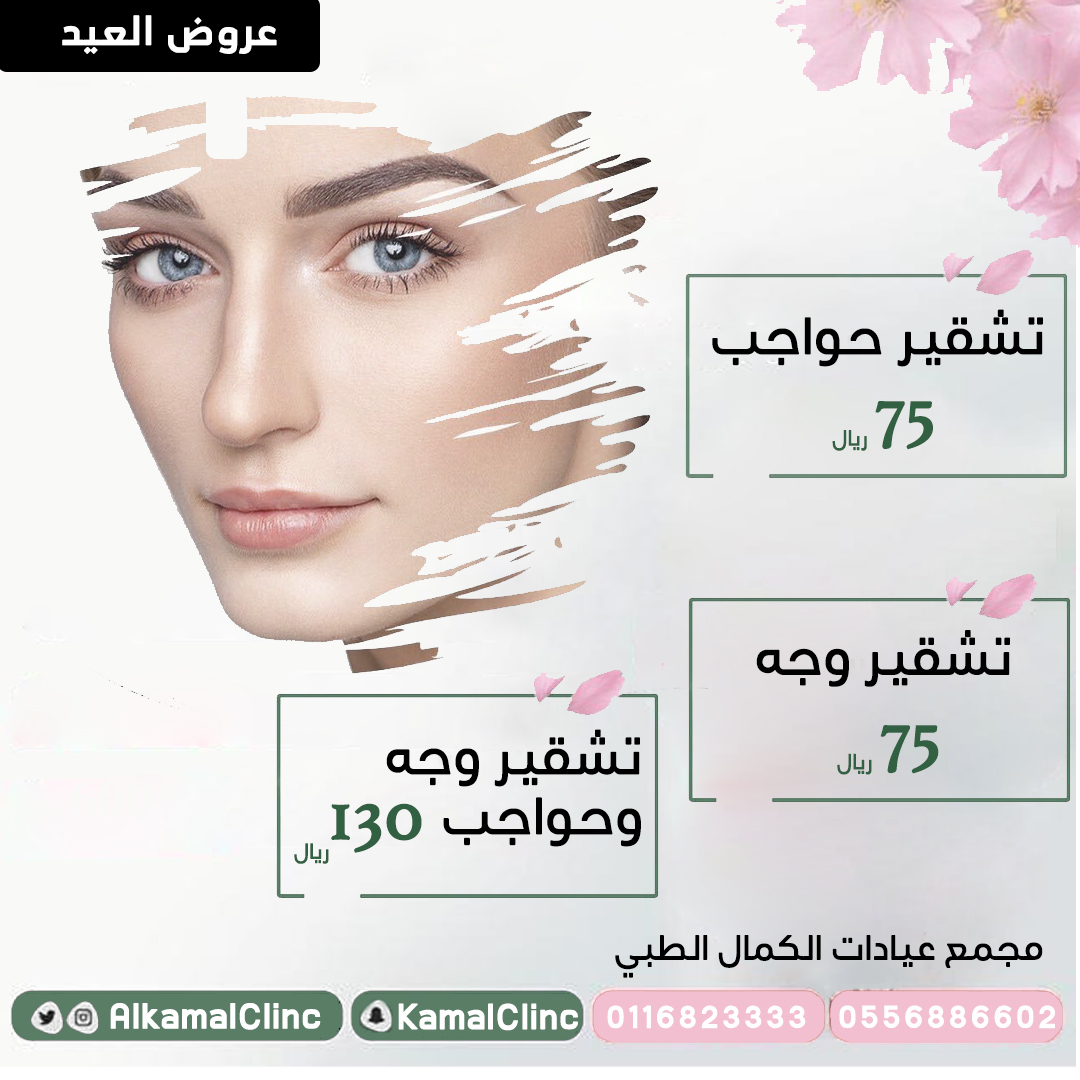 عروض العيد
تشقير حواجب
75 ريال
تشقير وجه
75 ريال
تشقير وجه
وحواجب 130 ريال
مجمع عيادات الكمال الطبي
AlkamalClinc
KamalClinc
0116823333
0556886602